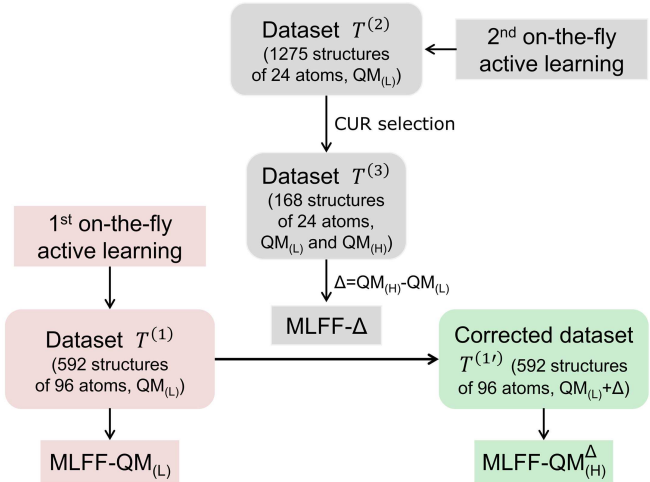 Dataset T⁽²⁾
(1275 structures
of 24 atoms, QM₍L₎)
2ⁿᵈ on-the-fly
active learning
CUR selection
Dataset T⁽³⁾
(168 structures
of 24 atoms,
QM₍L₎ and QM₍H₎)
1ˢᵗ on-the-fly
active learning
Δ=QM₍H₎-QM₍L₎
MLFF-Δ
Dataset T⁽¹⁾
(592 structures
of 96 atoms, QM₍L₎)
Corrected dataset
T⁽¹′⁾ (592 structures
of 96 atoms, QM₍L₎+Δ)
MLFF-QM₍L₎
MLFF-QM₍H₎^Δ